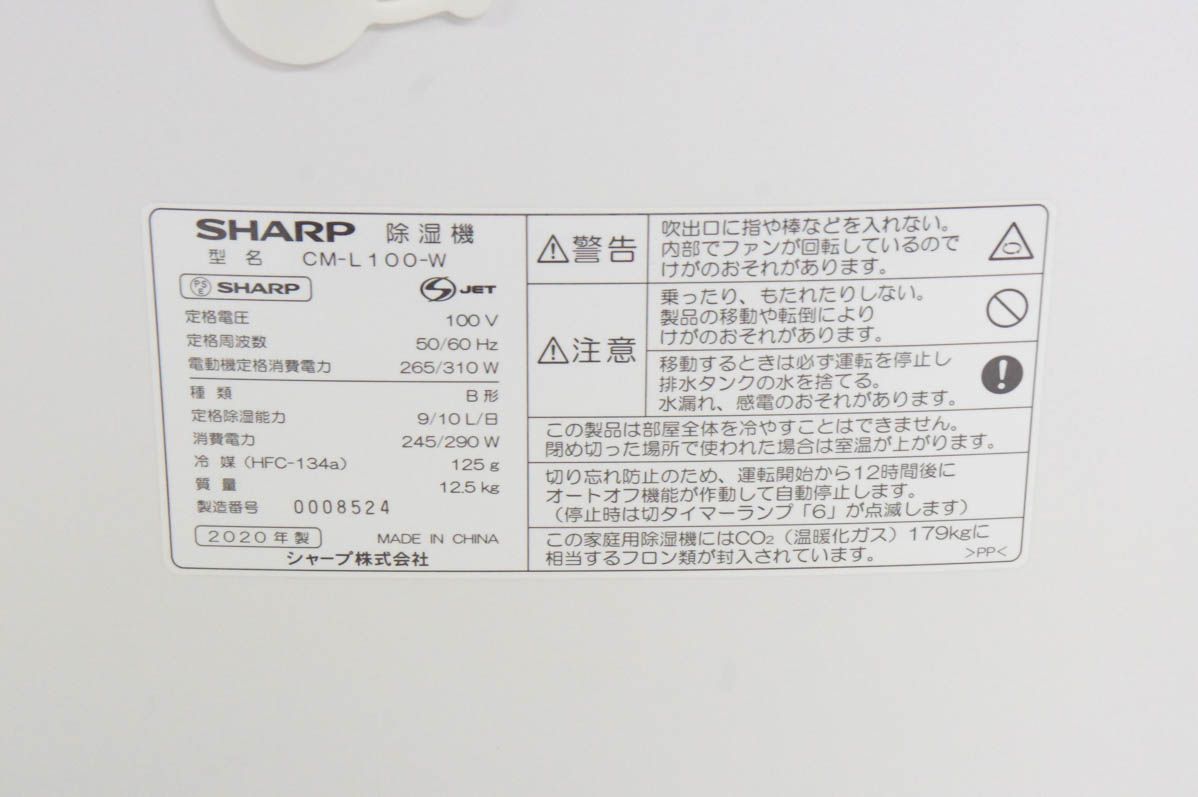 SHARP 除湿機
型名 CM-L100-W
PS E SHARP S JET
定格電圧 100 V
定格周波数 50/60 Hz
電動機定格消費電力 265/310 W
種類 B 形
定格除湿能力 9/10 L/日
消費電力 245/290 W
冷媒 (HFC-134a) 125 g
質量 12.5 kg
製造番号 0008524
2020年製 MADE IN CHINA
シャープ株式会社
警告
吹出口に指や棒などを入れない。
内部でファンが回転しているので
けがのおそれがあります。
注意
乗ったり、もたれたりしない。
製品の移動や転倒により
けがのおそれがあります。
移動するときは必ず運転を停止し
排水タンクの水を捨てる。
水漏れ、感電のおそれがあります。
この製品は部屋全体を冷やすことはできません。
閉め切った場所で使われた場合は室温が上がります。
切り忘れ防止のため、運転開始から12時間後に
オートオフ機能が作動して自動停止します。
(停止時は切タイマーランプ「6」が点滅します)
この家庭用除湿機にはCO₂(温暖化ガス)179kgに
相当するフロン類が封入されています。 >PP<